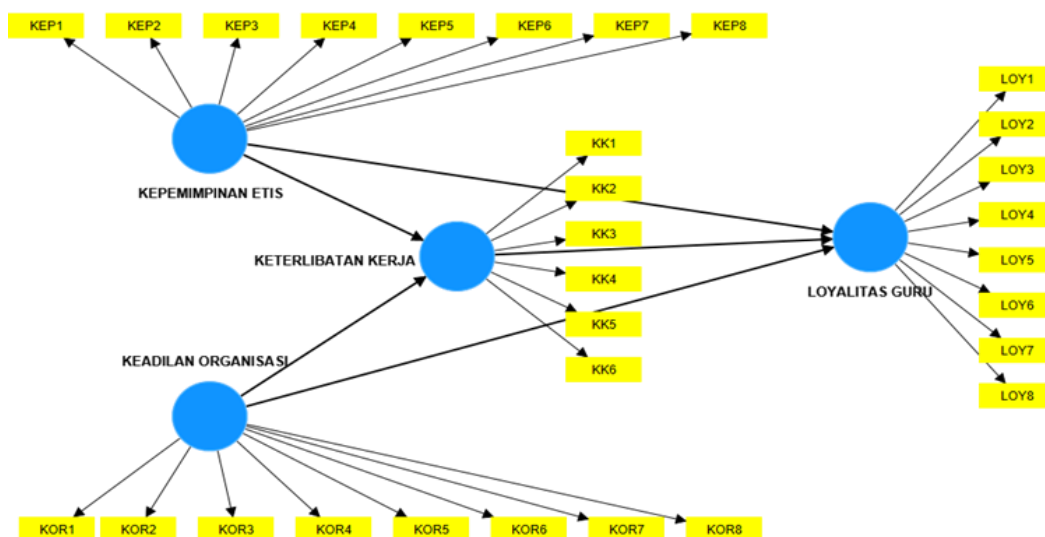 KEP1
KEP2
KEP3
KEP4
KEP5
KEP6
KEP7
KEP8
KEPEMIMPINAN ETIS
KK1
KK2
KK3
KK4
KK5
KK6
KETERLIBATAN KERJA
LOY1
LOY2
LOY3
LOY4
LOY5
LOY6
LOY7
LOY8
LOYALITAS GURU
KEADILAN ORGANISASI
KOR1
KOR2
KOR3
KOR4
KOR5
KOR6
KOR7
KOR8